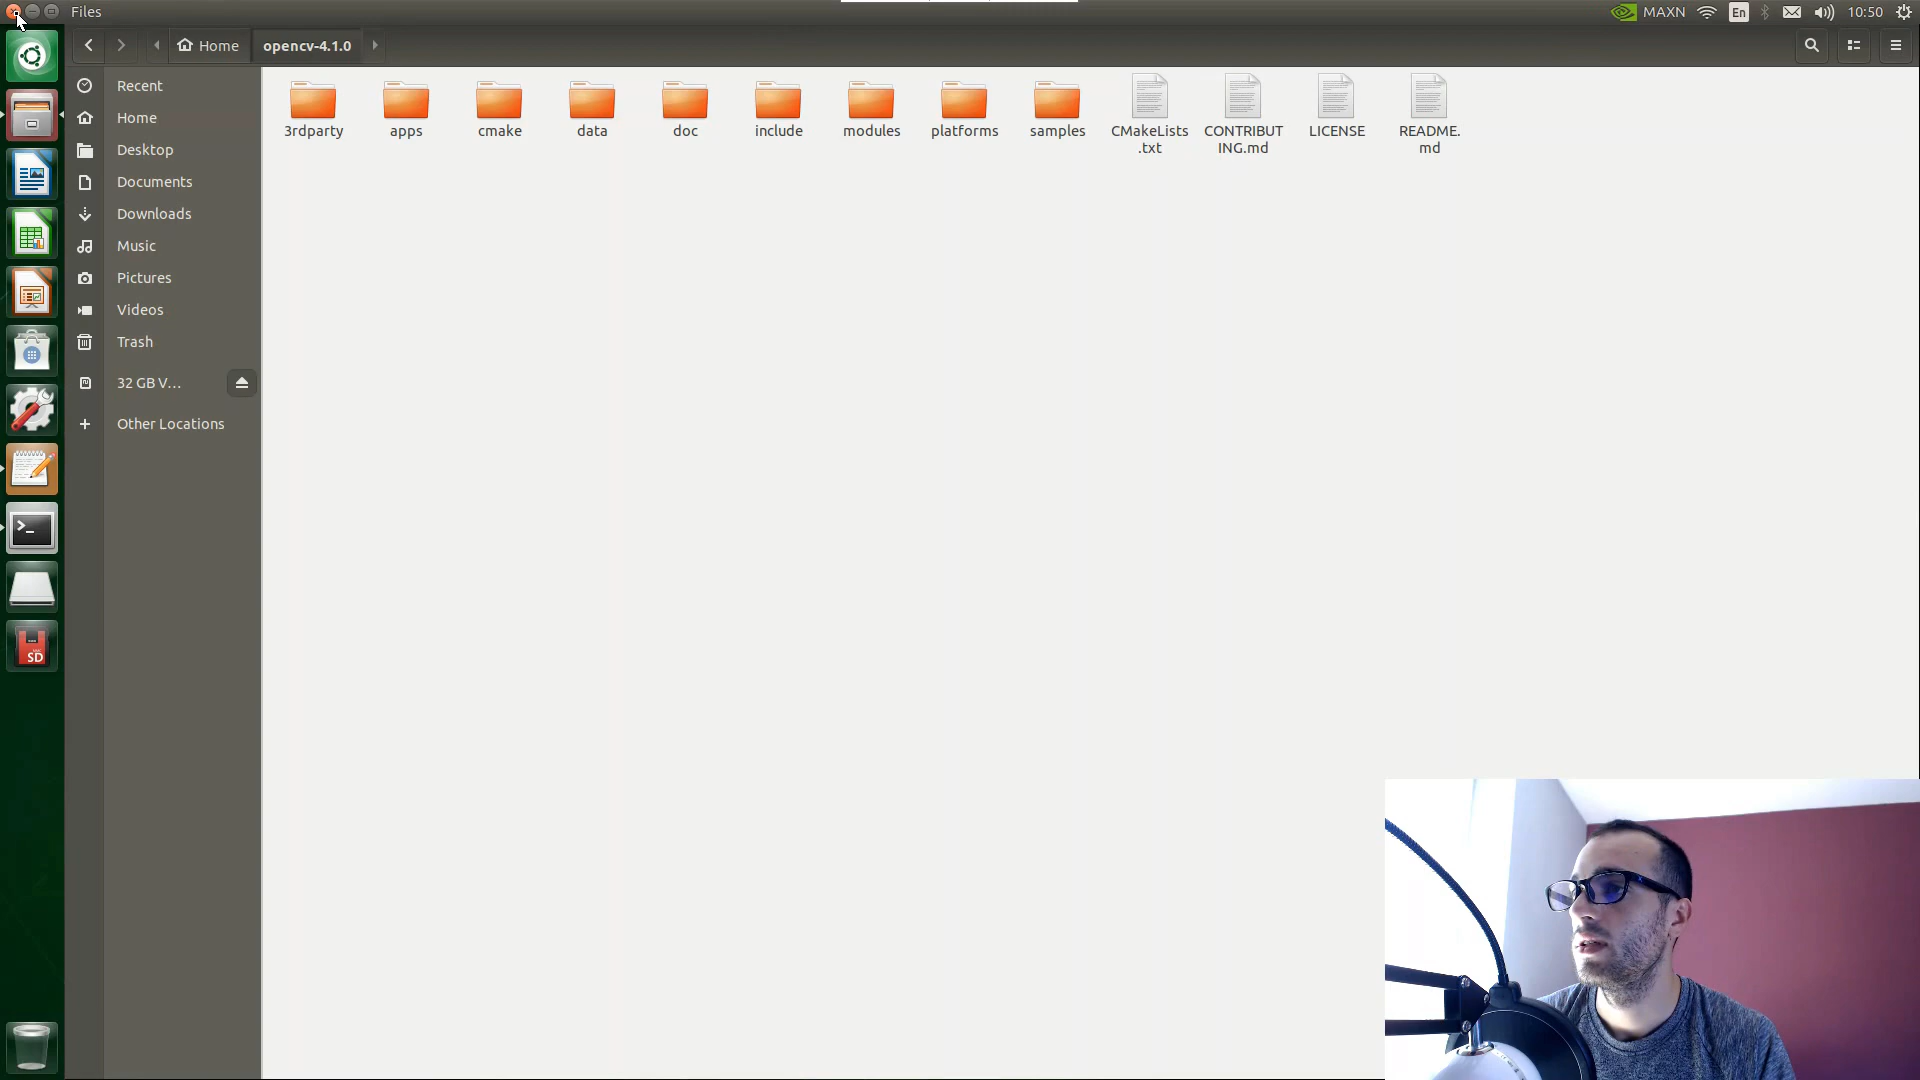 Files
MAXN
En
10:50
Home
opencv-4.1.0
Recent
Home
Desktop
Documents
Downloads
Music
Pictures
Videos
Trash
32 GB V...
Other Locations
3rdparty
apps
cmake
data
doc
include
modules
platforms
samples
CMakeLists
.txt
CONTRIBUT
ING.md
LICENSE
README.
md
SD